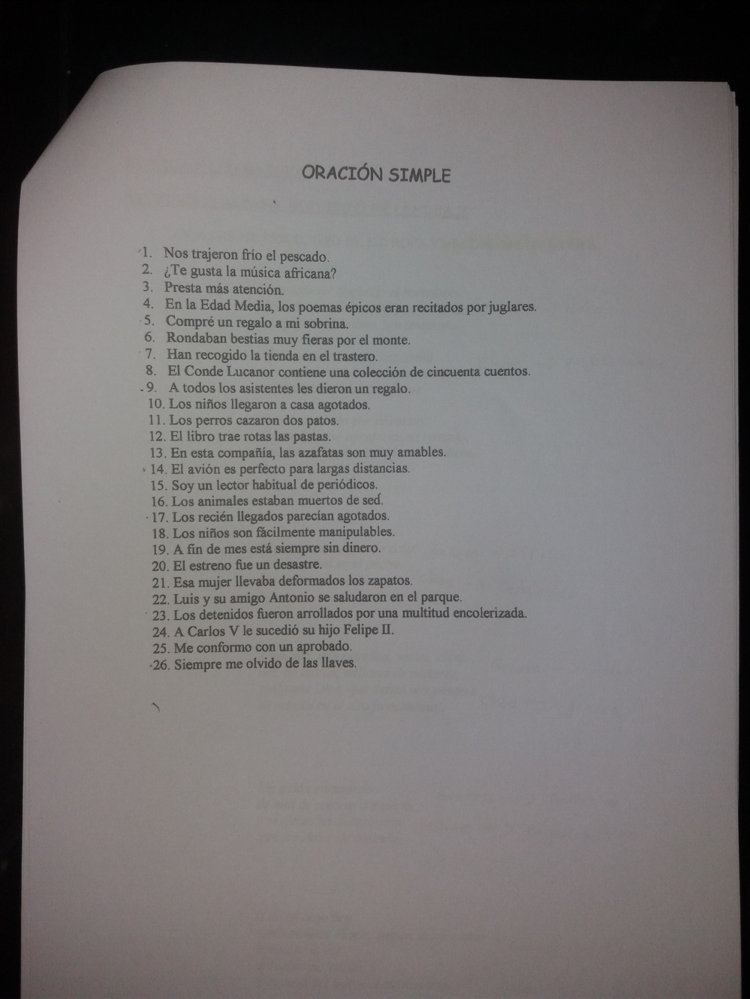 ORACIÓN SIMPLE
1. Nos trajeron frío el pescado.
2. ¿Te gusta la música africana?
3. Presta más atención.
4. En la Edad Media, los poemas épicos eran recitados por juglares.
5. Compré un regalo a mi sobrina.
6. Rondaban bestias muy fieras por el monte.
7. Han recogido la tienda en el trastero.
8. El Conde Lucanor contiene una colección de cincuenta cuentos.
9. A todos los asistentes les dieron un regalo.
10. Los niños llegaron a casa agotados.
11. Los perros cazaron dos patos.
12. El libro trae rotas las pastas.
13. En esta compañía, las azafatas son muy amables.
14. El avión es perfecto para largas distancias.
15. Soy un lector habitual de periódicos.
16. Los animales estaban muertos de sed.
17. Los recién llegados parecían agotados.
18. Los niños son fácilmente manipulables.
19. A fin de mes está siempre sin dinero.
20. El estreno fue un desastre.
21. Esa mujer llevaba deformados los zapatos.
22. Luis y su amigo Antonio se saludaron en el parque.
23. Los detenidos fueron arrollados por una multitud encolerizada.
24. A Carlos V le sucedió su hijo Felipe II.
25. Me conformo con un aprobado.
26. Siempre me olvido de las llaves.